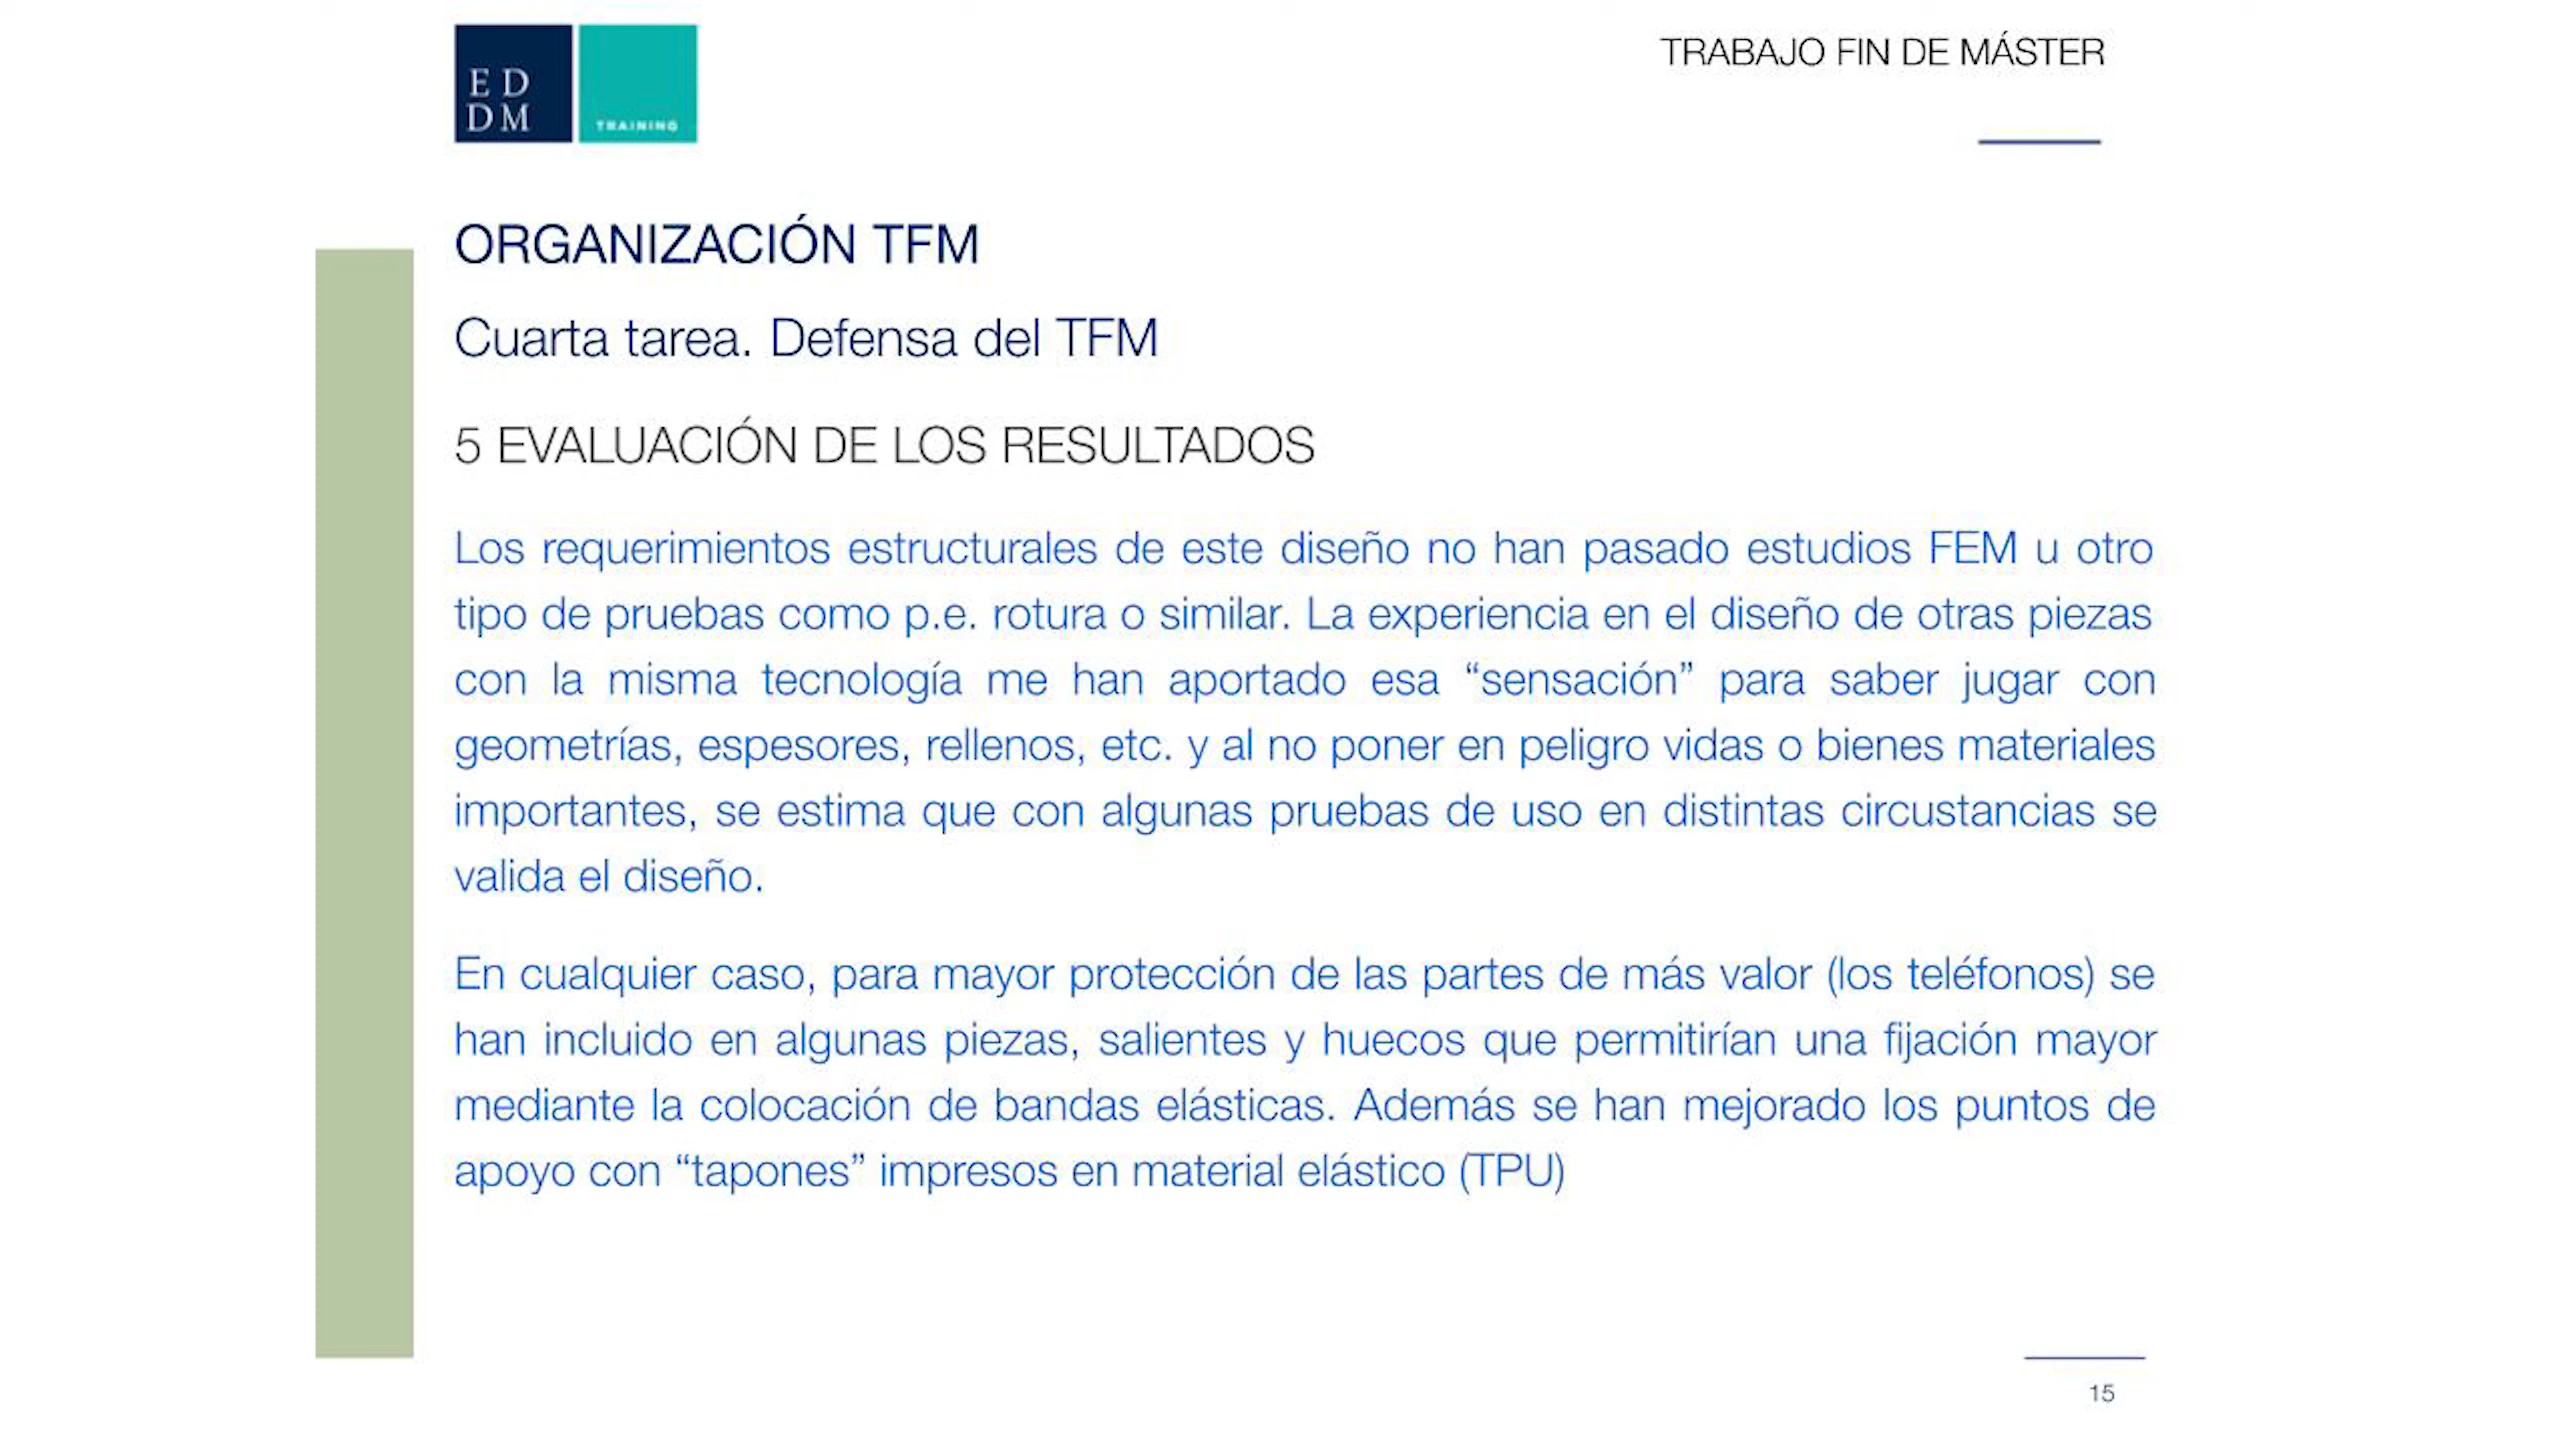 E D
D M
TRAINING
TRABAJO FIN DE MÁSTER
ORGANIZACIÓN TFM
Cuarta tarea. Defensa del TFM
5 EVALUACIÓN DE LOS RESULTADOS
Los requerimientos estructurales de este diseño no han pasado estudios FEM u otro
tipo de pruebas como p.e. rotura o similar. La experiencia en el diseño de otras piezas
con la misma tecnología me han aportado esa “sensación” para saber jugar con
geometrías, espesores, rellenos, etc. y al no poner en peligro vidas o bienes materiales
importantes, se estima que con algunas pruebas de uso en distintas circustancias se
valida el diseño.
En cualquier caso, para mayor protección de las partes de más valor (los teléfonos) se
han incluido en algunas piezas, salientes y huecos que permitirían una fijación mayor
mediante la colocación de bandas elásticas. Además se han mejorado los puntos de
apoyo con “tapones” impresos en material elástico (TPU)
15